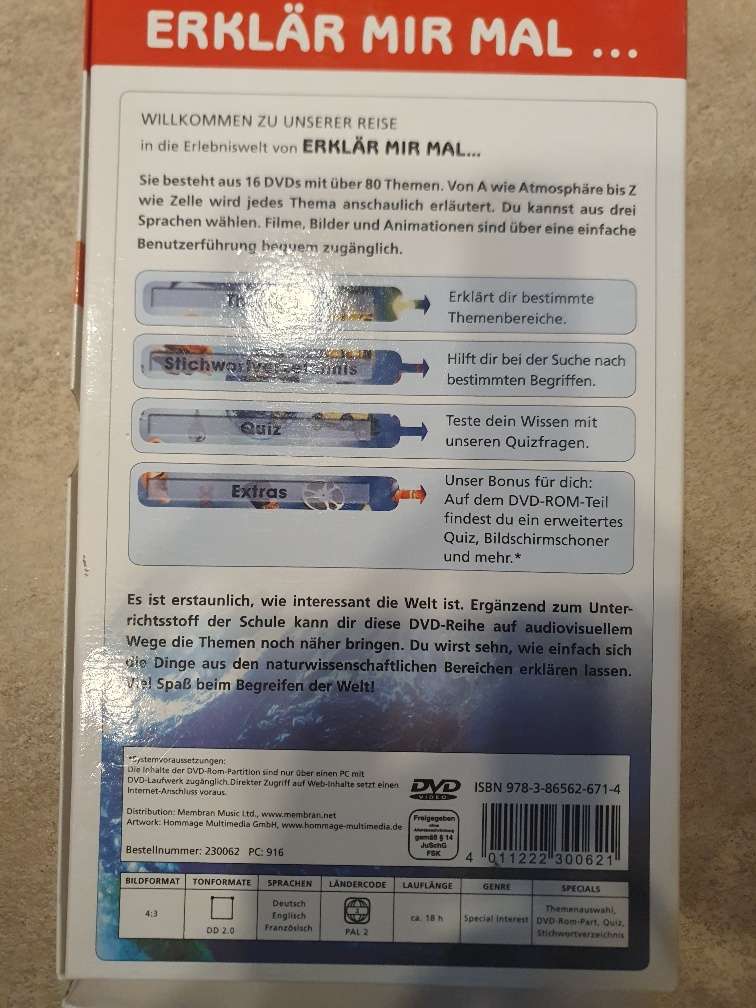 ERKLÄR MIR MAL ...
WILLKOMMEN ZU UNSERER REISE
in die Erlebniswelt von ERKLÄR MIR MAL...
Sie besteht aus 16 DVDs mit über 80 Themen. Von A wie Atmosphäre bis Z
wie Zelle wird jedes Thema anschaulich erläutert. Du kannst aus drei
Sprachen wählen. Filme, Bilder und Animationen sind über eine einfache
Benutzerführung bequem zugänglich.
Erklärt dir bestimmte
Themenbereiche.
Stichwortverzeichnis
Hilft dir bei der Suche nach
bestimmten Begriffen.
Quiz
Teste dein Wissen mit
unseren Quizfragen.
Extras
Unser Bonus für dich:
Auf dem DVD-ROM-Teil
findest du ein erweitertes
Quiz, Bildschirmschoner
und mehr.*
Es ist erstaunlich, wie interessant die Welt ist. Ergänzend zum Unter-
richtsstoff der Schule kann dir diese DVD-Reihe auf audiovisuellem
Wege die Themen noch näher bringen. Du wirst sehn, wie einfach sich
die Dinge aus den naturwissenschaftlichen Bereichen erklären lassen.
Viel Spaß beim Begreifen der Welt!
*Systemvoraussetzungen:
Die Inhalte der DVD-Rom-Partition sind nur über einen PC mit
DVD-Laufwerk zugänglich.Direkter Zugriff auf Web-Inhalte setzt einen
Internet-Anschluss voraus.
Distribution: Membran Music Ltd., www.membran.net
Artwork: Hommage Multimedia GmbH, www.hommage-multimedia.de
Bestellnummer: 230062 PC: 916
DVD
VIDEO
ISBN 978-3-86562-671-4
Freigegeben
ohne
Altersbeschränkung
gemäß § 14
JuSchG
FSK
4 011222 300621
BILDFORMAT TONFORMATE SPRACHEN LÄNDERCODE LAUFLÄNGE GENRE SPECIALS
4:3
DD 2.0
Deutsch
Englisch
Französisch
PAL 2
ca. 18 h
Special Interest
Themenauswahl,
DVD-Rom-Part, Quiz,
Stichwortverzeichnis